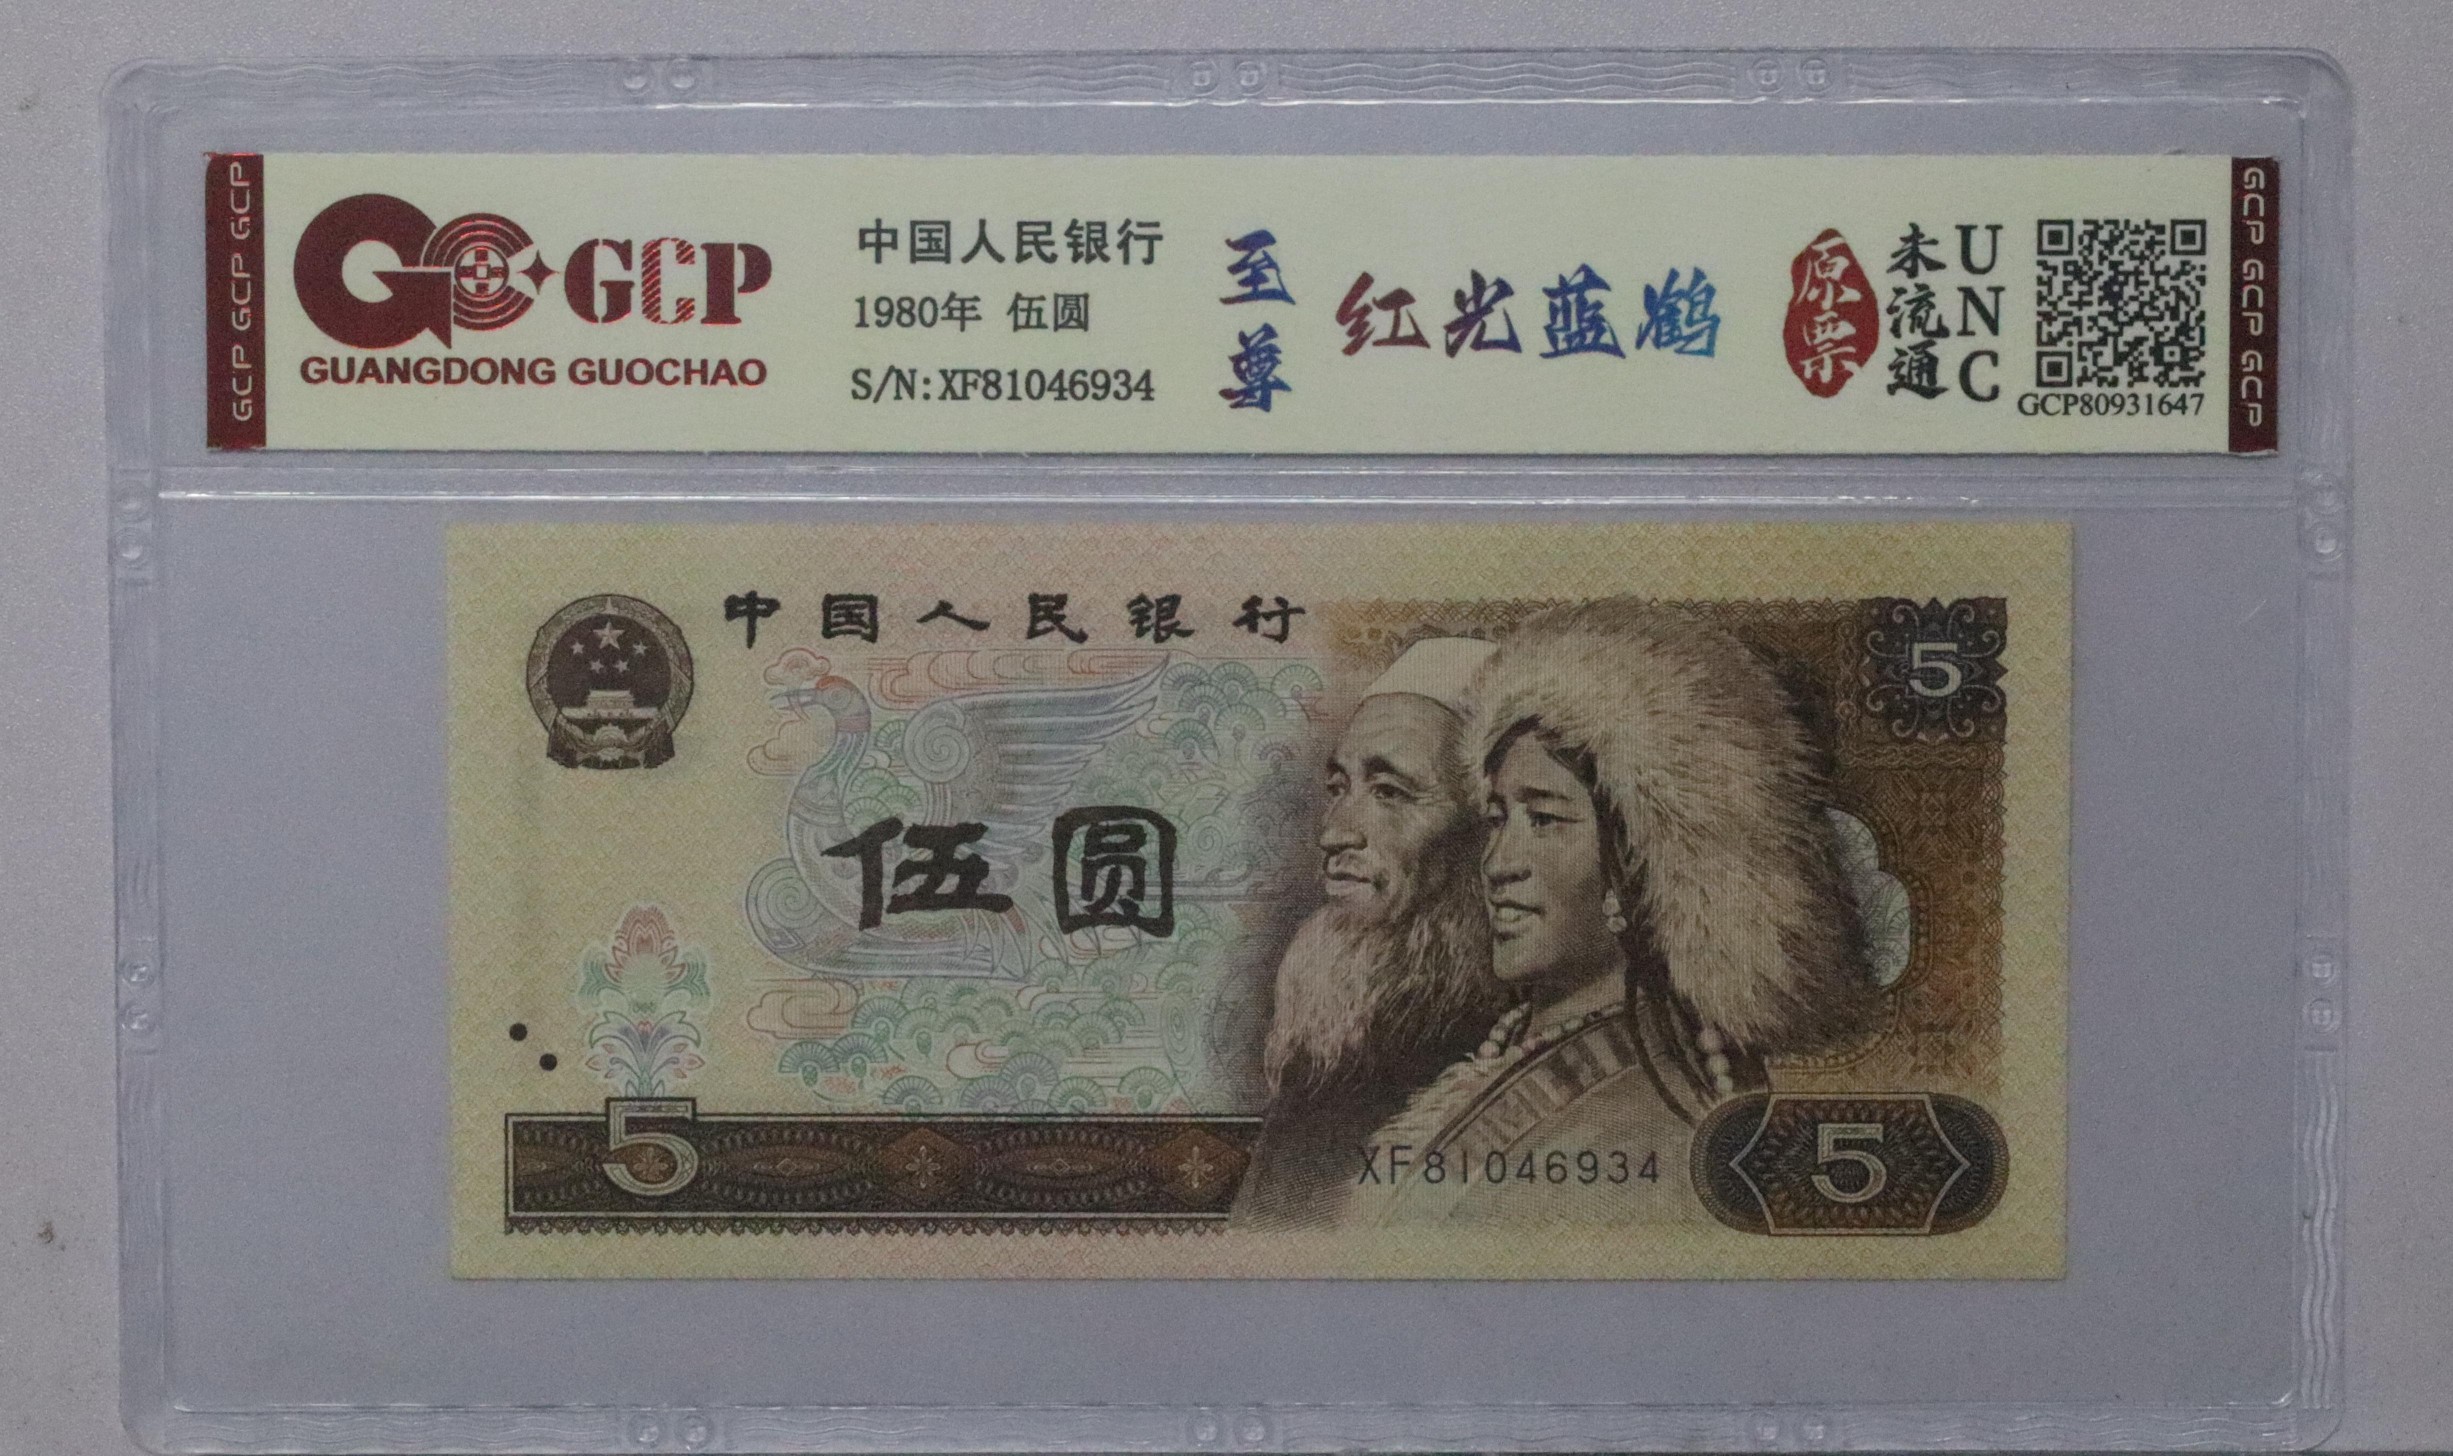 GCP GCP GCP
GCP
GUANGDONG GUOCHAO
中国人民银行
1980年 伍圆
S/N:XF81046934
至尊
红光蓝鹤
原票
未流通
UNC
GCP80931647
GCP GCP GCP
中国人民银行
5
伍圆
5
XF81046934
5